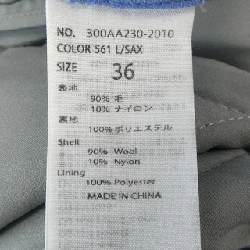 NO. 300AA230-2010
COLOR 561 L/SAX
SIZE 36
表地
90% 毛
10% ナイロン
裏地
100% ポリエステル
Shell
90% Wool
10% Nylon
Lining
100% Polyester
MADE IN CHINA